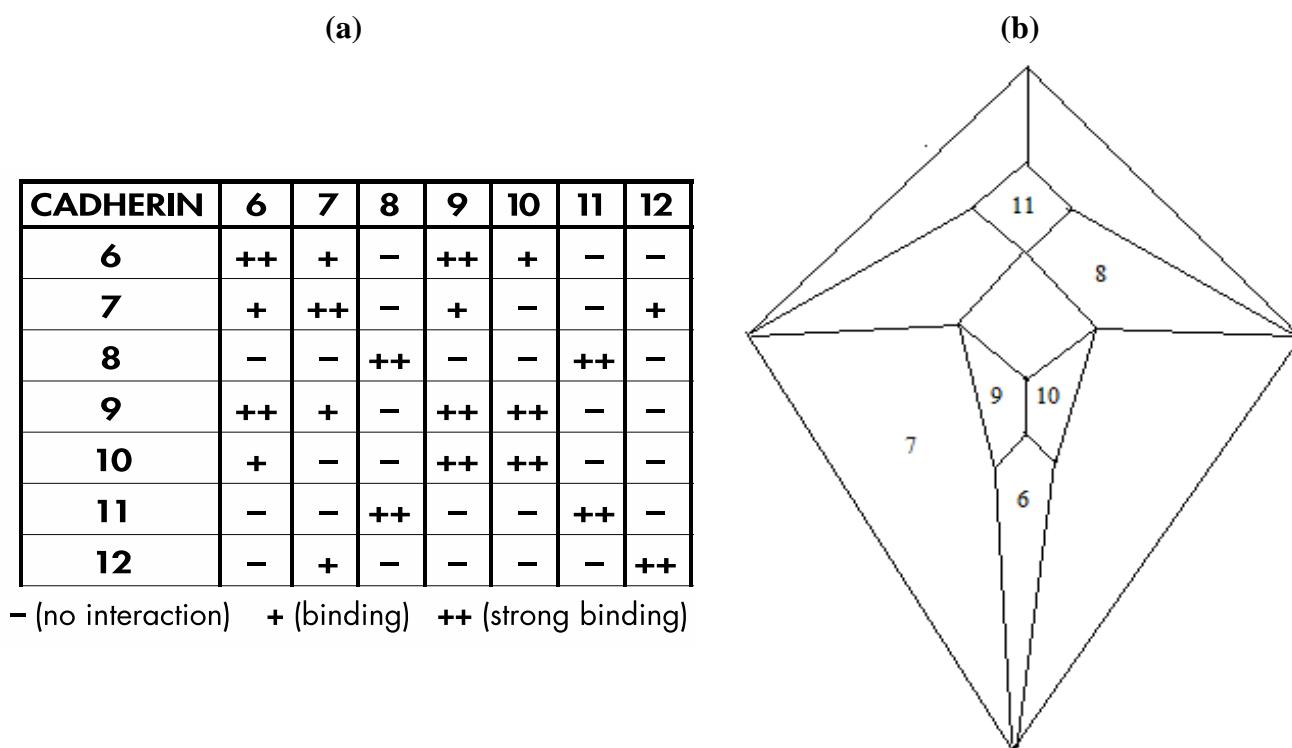 (a)
(b)
CADHERIN 6 7 8 9 10 11 12
6 ++ + − ++ + − −
7 + ++ − + − − +
8 − − ++ − − ++ −
9 ++ + − ++ ++ − −
10 + − − ++ ++ − −
11 − − ++ − − ++ −
12 − + − − − − ++
− (no interaction) + (binding) ++ (strong binding)
11
8
9 10
7
6